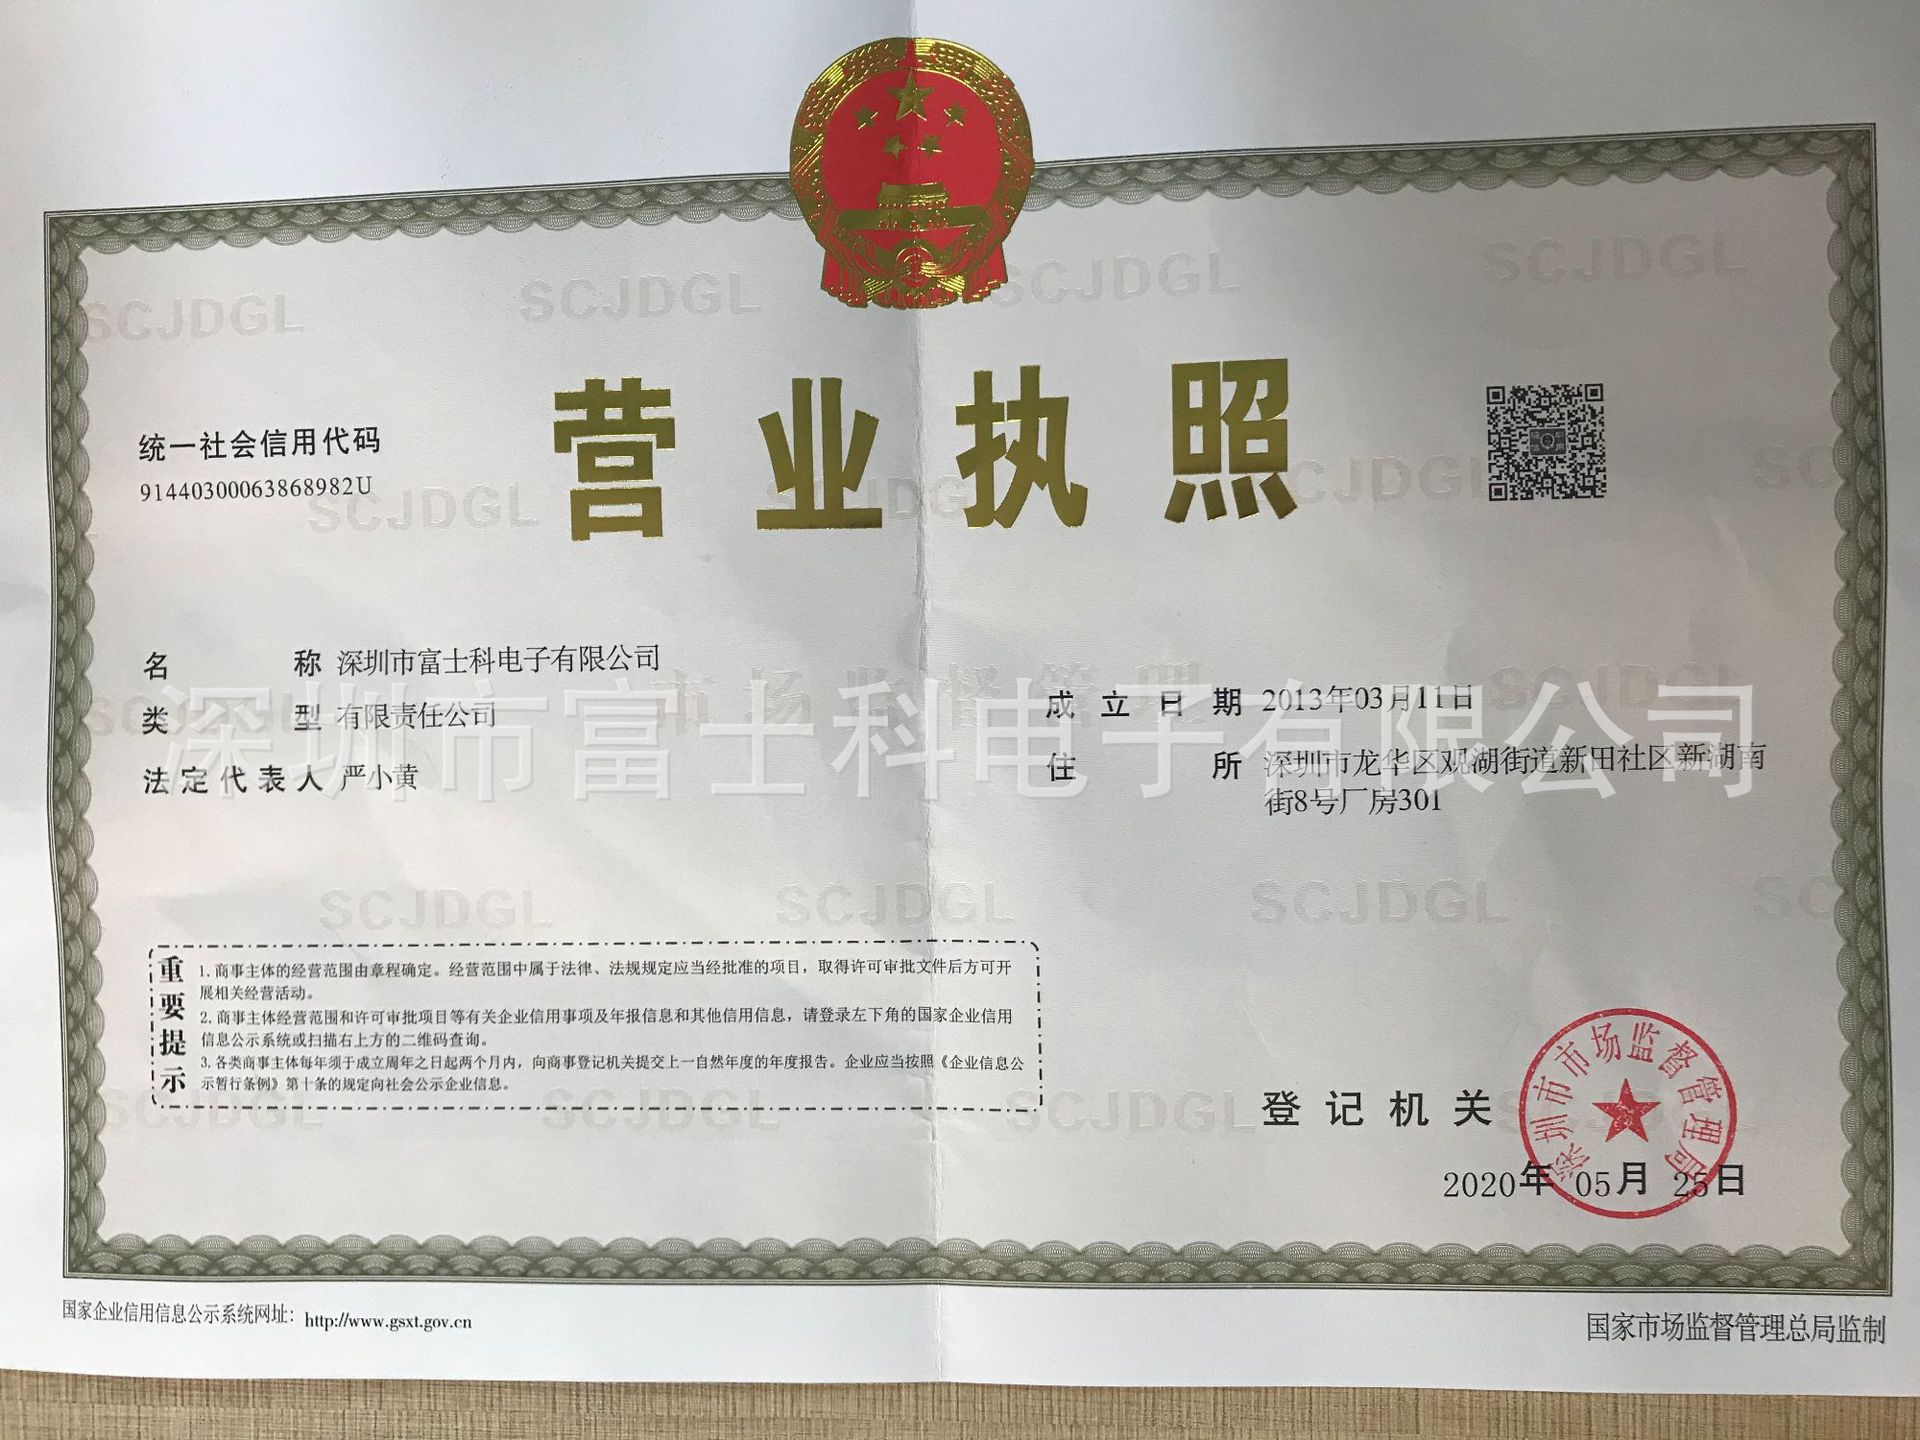 营业执照
统一社会信用代码
91440300063868982U
名称 深圳市富士科电子有限公司
类型 有限责任公司
法定代表人 严小黄
成立日期 2013年03月11日
住所 深圳市龙华区观湖街道新田社区新湖南
街8号厂房301
深圳市富士科电子有限公司
市场监督管理
SCJDGL
SCJDGL
SCJDGL
SCJDGL
SCJDGL
SCJDGL
SCJDGL
SCJDGL
SCJDGL
SCJDGL
SCJDGL
重要提示
1.商事主体的经营范围由章程确定。经营范围中属于法律、法规规定应当经批准的项目，取得许可审批文件后方可开
展相关经营活动。
2.商事主体经营范围和许可审批项目等有关企业信用事项及年报信息和其他信用信息，请登录左下角的国家企业信用
信息公示系统或扫描右上方的二维码查询。
3.各类商事主体每年须于成立周年之日起两个月内，向商事登记机关提交上一自然年度的年度报告。企业应当按照《企业信息公
示暂行条例》第十条的规定向社会公示企业信息。
登记机关
深圳市市场监督管理局
2020年05月25日
国家企业信用信息公示系统网址：http://www.gsxt.gov.cn
国家市场监督管理总局监制